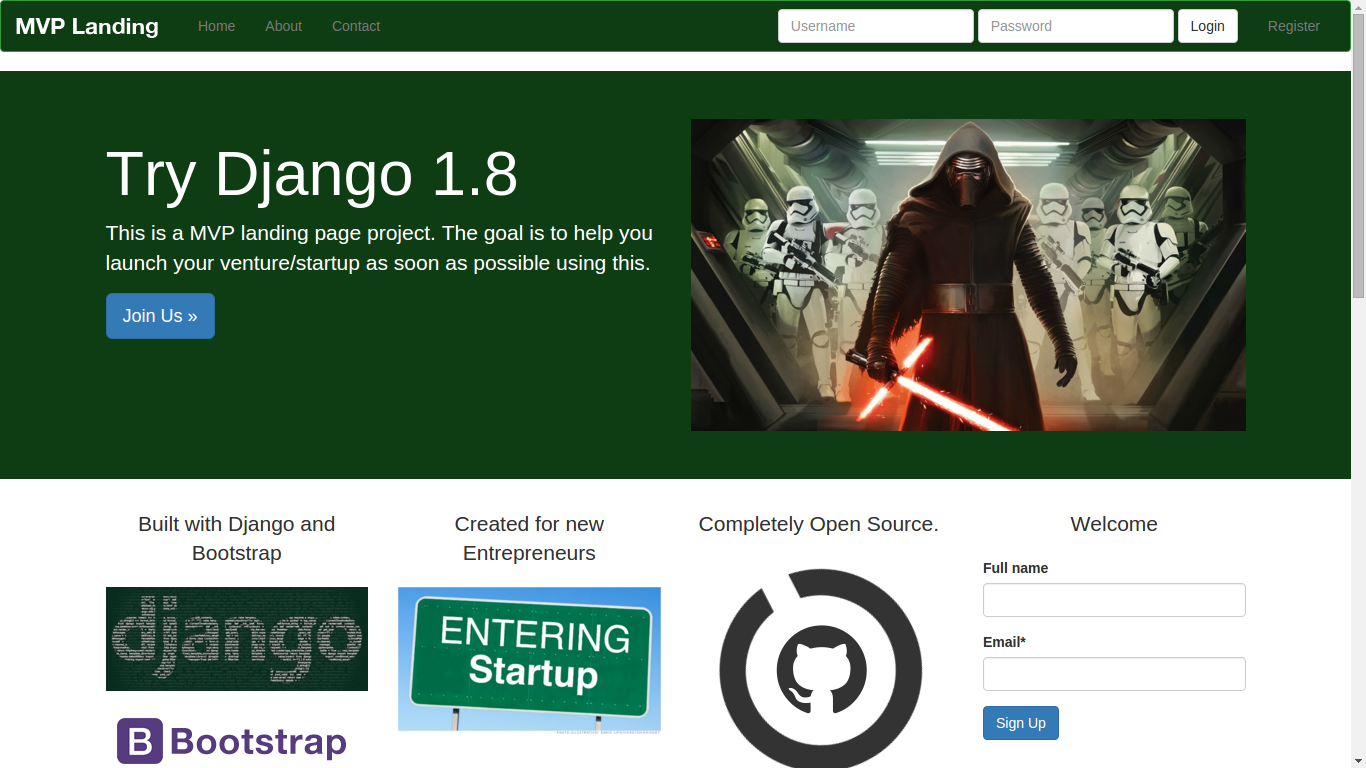 MVP Landing Home About Contact Username Password Login Register
Try Django 1.8
This is a MVP landing page project. The goal is to help you
launch your venture/startup as soon as possible using this.
Join Us »
Built with Django and
Bootstrap
django
B Bootstrap
Created for new
Entrepreneurs
ENTERING
Startup
Completely Open Source.
Welcome
Full name
Email*
Sign Up